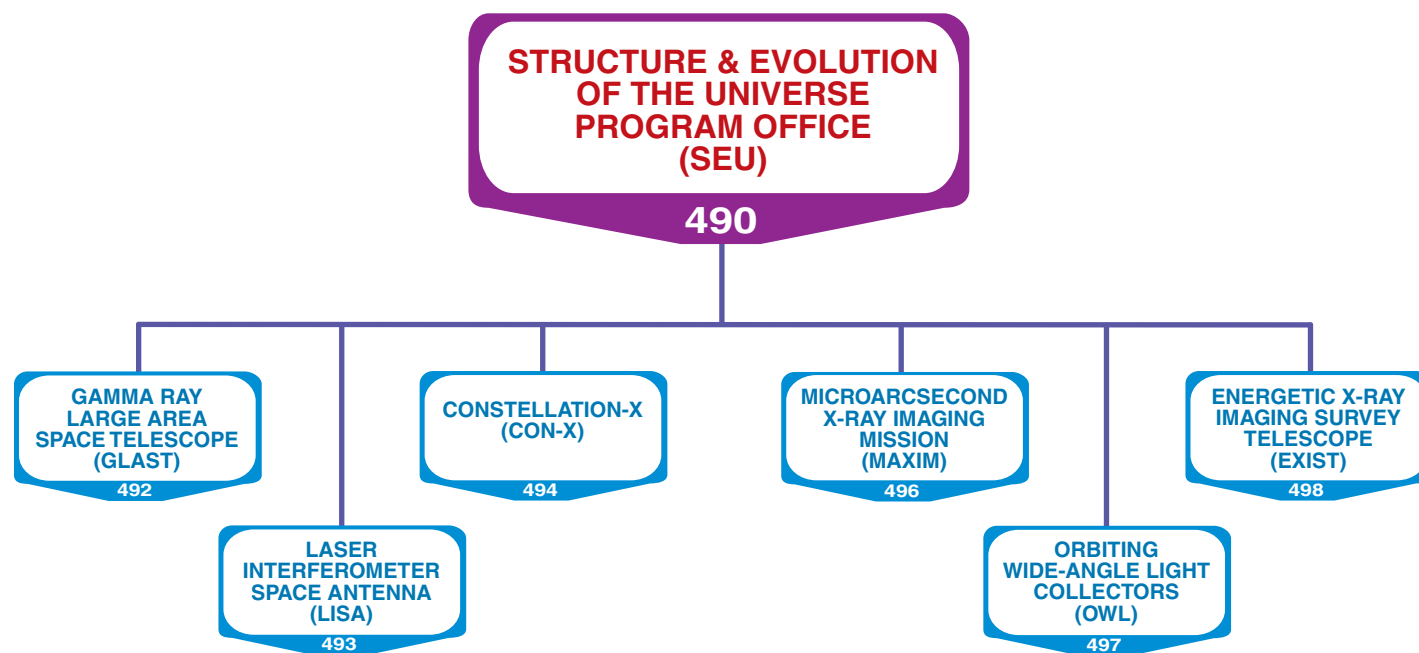 STRUCTURE & EVOLUTION
OF THE UNIVERSE
PROGRAM OFFICE
(SEU)
490
GAMMA RAY
LARGE AREA
SPACE TELESCOPE
(GLAST)
492
LASER
INTERFEROMETER
SPACE ANTENNA
(LISA)
493
CONSTELLATION-X
(CON-X)
494
MICROARCSECOND
X-RAY IMAGING
MISSION
(MAXIM)
496
ORBITING
WIDE-ANGLE LIGHT
COLLECTORS
(OWL)
497
ENERGETIC X-RAY
IMAGING SURVEY
TELESCOPE
(EXIST)
498